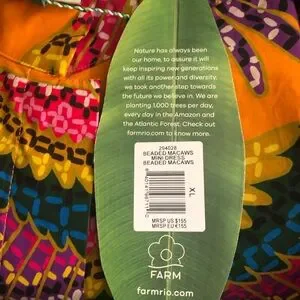 Nature has always been
our home, to assure it will
keep inspiring new generations
with all its power and diversity,
we took another step towards
the future we believe in. We are
planting 1,000 trees per day,
every day in the Amazon and
the Atlantic Forest. Check out
farmrio.com to know more.
294028
BEADED MACAWS
MINI DRESS
BEADED MACAWS
XL
MRSP US $155
MRSP EU €155
FARM
farmrio.com